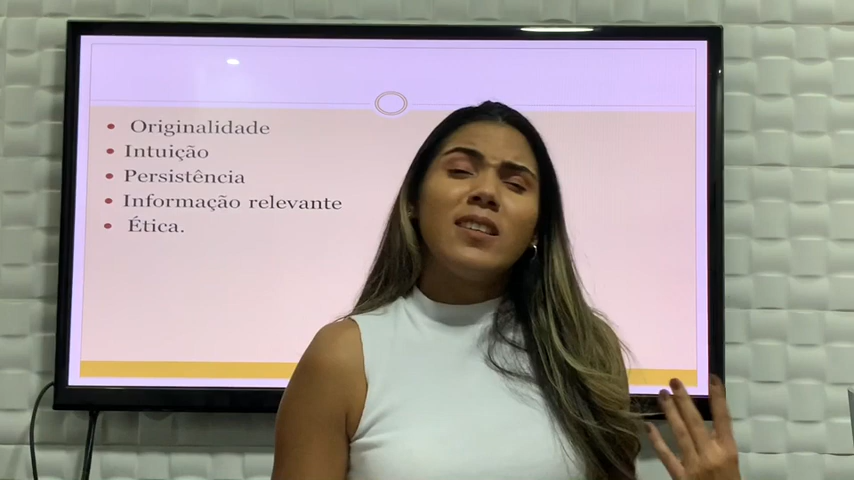 Originalidade
Intuição
Persistência
Informação relevante
Ética.